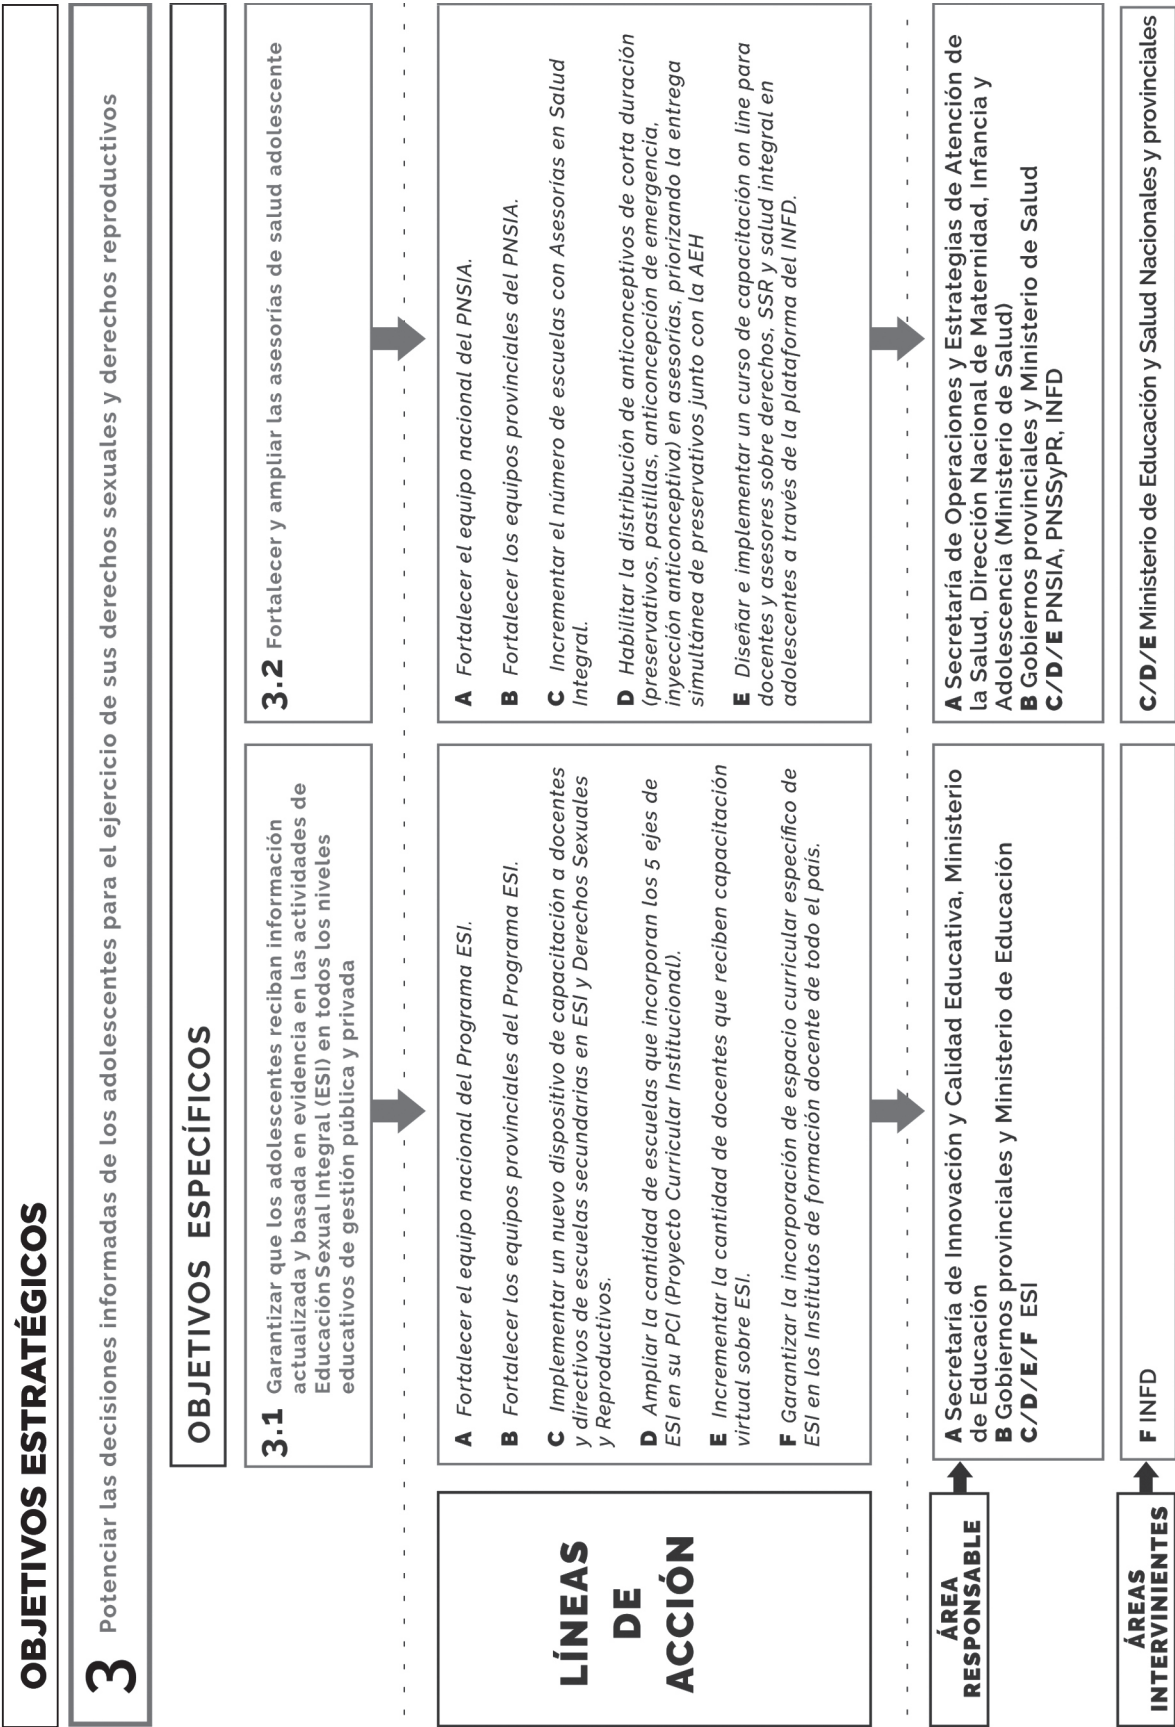 OBJETIVOS ESTRATÉGICOS
3 Potenciar las decisiones informadas de los adolescentes para el ejercicio de sus derechos sexuales y derechos reproductivos
OBJETIVOS ESPECÍFICOS
3.1 Garantizar que los adolescentes reciban información
actualizada y basada en evidencia en las actividades de
Educación Sexual Integral (ESI) en todos los niveles
educativos de gestión pública y privada
3.2 Fortalecer y ampliar las asesorías de salud adolescente
LÍNEAS
DE
ACCIÓN
A Fortalecer el equipo nacional del Programa ESI.
B Fortalecer los equipos provinciales del Programa ESI.
C Implementar un nuevo dispositivo de capacitación a docentes
y directivos de escuelas secundarias en ESI y Derechos Sexuales
y Reproductivos.
D Ampliar la cantidad de escuelas que incorporan los 5 ejes de
ESI en su PCI (Proyecto Curricular Institucional).
E Incrementar la cantidad de docentes que reciben capacitación
virtual sobre ESI.
F Garantizar la incorporación de espacio curricular específico de
ESI en los Institutos de formación docente de todo el país.
A Fortalecer el equipo nacional del PNSIA.
B Fortalecer los equipos provinciales del PNSIA.
C Incrementar el número de escuelas con Asesorías en Salud
Integral.
D Habilitar la distribución de anticonceptivos de corta duración
(preservativos, pastillas, anticoncepción de emergencia,
inyección anticonceptiva) en asesorías, priorizando la entrega
simultánea de preservativos junto con la AEH
E Diseñar e implementar un curso de capacitación on line para
docentes y asesores sobre derechos, SSR y salud integral en
adolescentes a través de la plataforma del INFD.
ÁREA
RESPONSABLE
A Secretaría de Innovación y Calidad Educativa, Ministerio
de Educación
B Gobiernos provinciales y Ministerio de Educación
C/D/E/F ESI
A Secretaría de Operaciones y Estrategias de Atención de
la Salud, Dirección Nacional de Maternidad, Infancia y
Adolescencia (Ministerio de Salud)
B Gobiernos provinciales y Ministerio de Salud
C/D/E PNSIA, PNSSyPR, INFD
ÁREAS
INTERVINIENTES
F INFD
C/D/E Ministerio de Educación y Salud Nacionales y provinciales